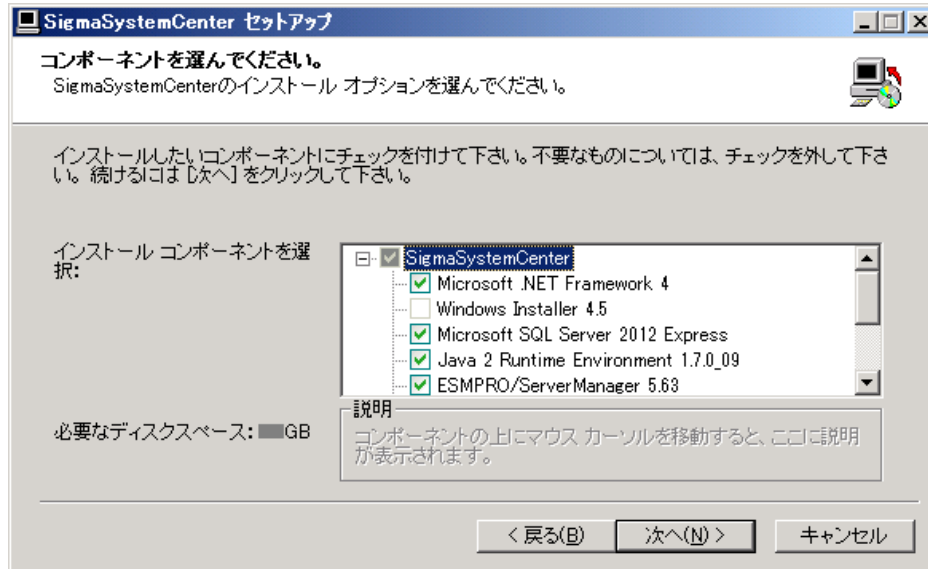 SigmaSystemCenter セットアップ
コンポーネントを選んでください。
SigmaSystemCenterのインストール オプションを選んでください。
インストールしたいコンポーネントにチェックを付けて下さい。不要なものについては、チェックを外して下さ
い。続けるには [次へ] をクリックして下さい。
インストール コンポーネントを選
択:
SigmaSystemCenter
Microsoft .NET Framework 4
Windows Installer 4.5
Microsoft SQL Server 2012 Express
Java 2 Runtime Environment 1.7.0_09
ESMPRO/ServerManager 5.63
必要なディスクスペース: GB
説明
コンポーネントの上にマウス カーソルを移動すると、ここに説明
が表示されます。
< 戻る(B)
次へ(N) >
キャンセル